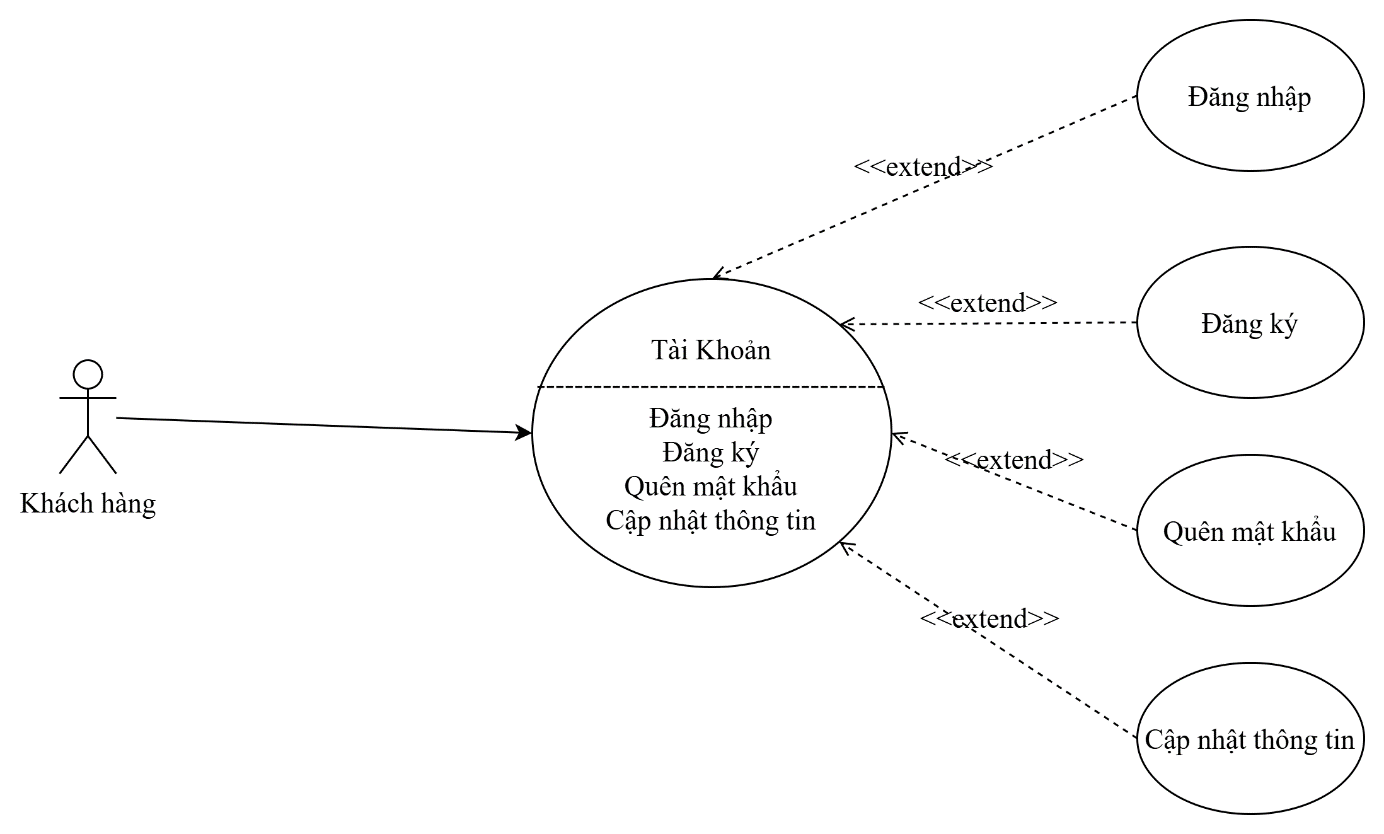 Đăng nhập
<<extend>>
<<extend>>
Đăng ký
Tài Khoản
Đăng nhập
Đăng ký
Quên mật khẩu
Cập nhật thông tin
<<extend>>
Khách hàng
Quên mật khẩu
<<extend>>
Cập nhật thông tin